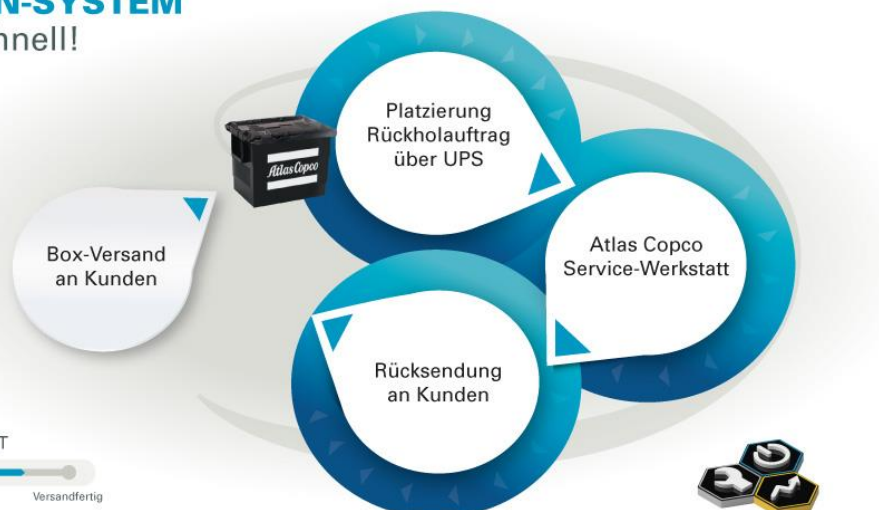 N-SYSTEM
nnell!
Platzierung
Rückholauftrag
über UPS
Atlas Copco
Box-Versand
an Kunden
Atlas Copco
Service-Werkstatt
Rücksendung
an Kunden
T
Versandfertig